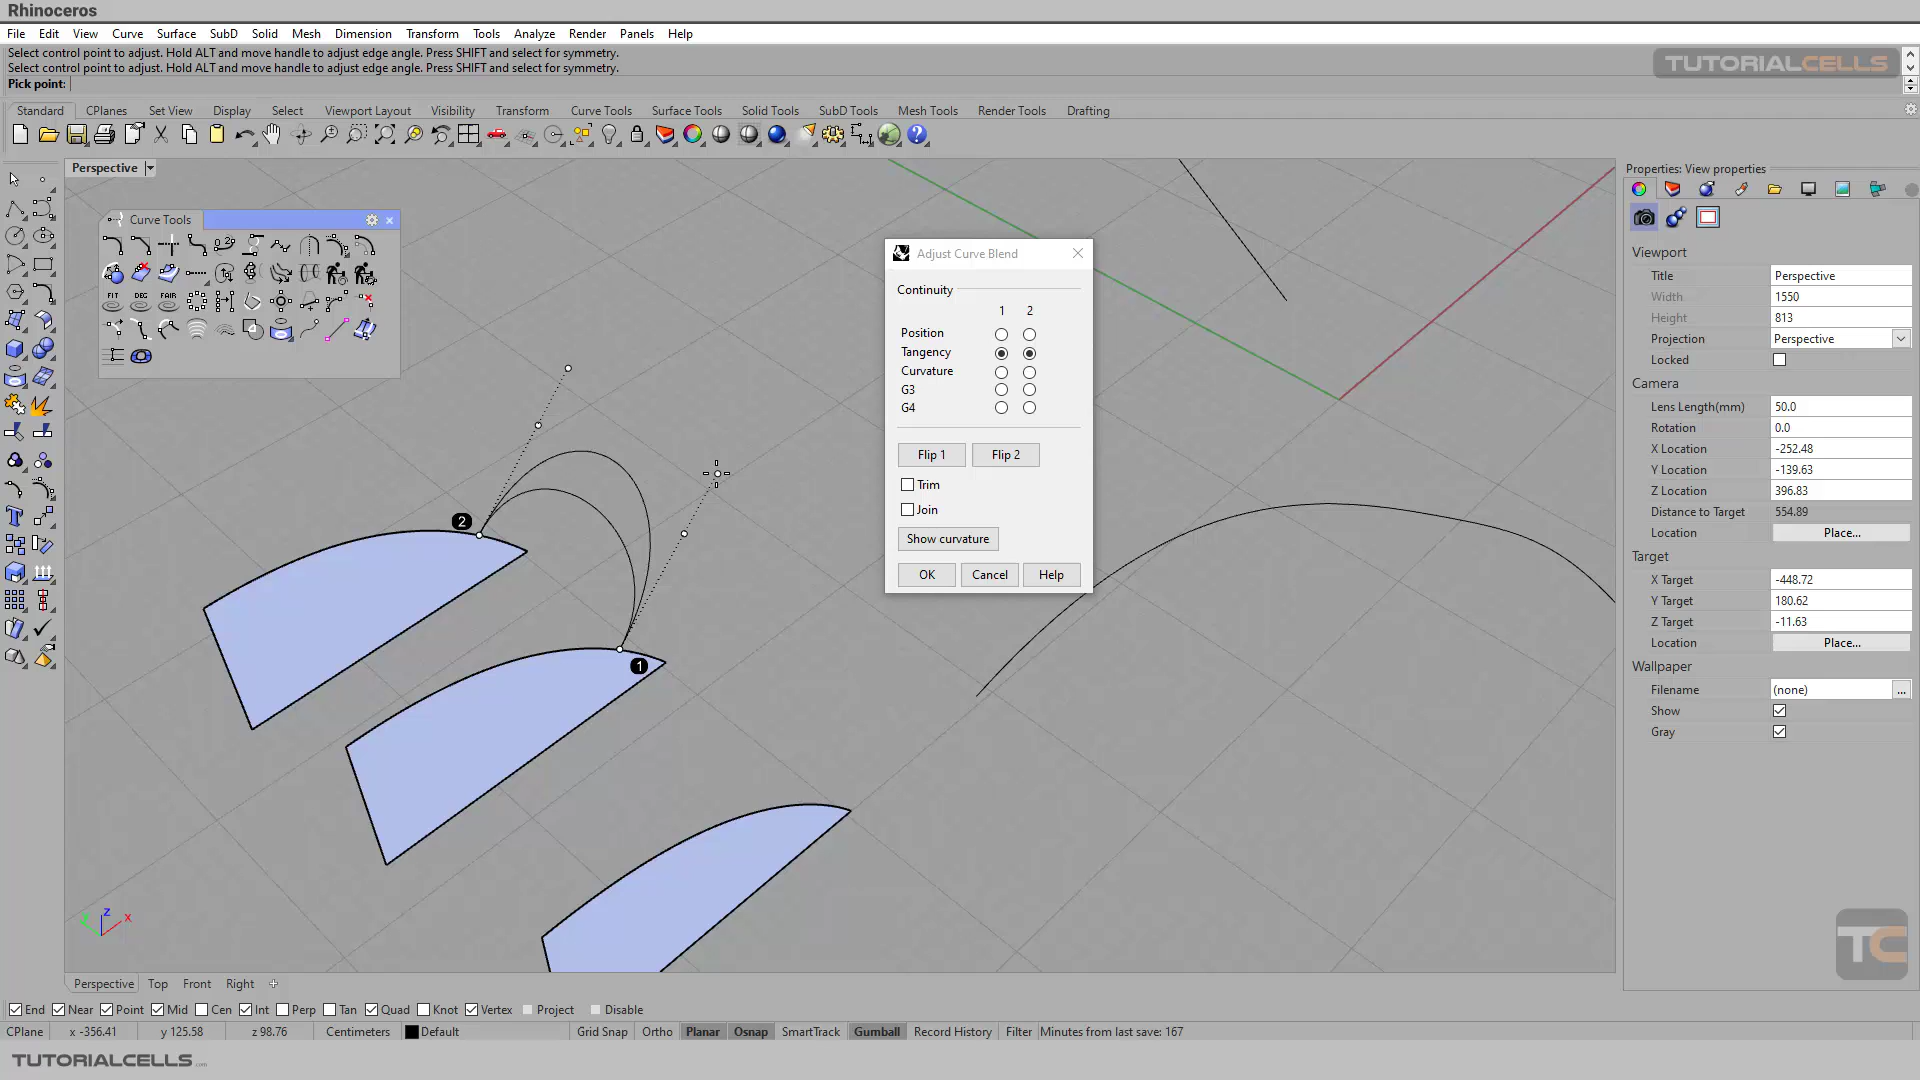 Rhinoceros
File Edit View Curve Surface SubD Solid Mesh Dimension Transform Tools Analyze Render Panels Help
Select control point to adjust. Hold ALT and move handle to adjust edge angle. Press SHIFT and select for symmetry.
Select control point to adjust. Hold ALT and move handle to adjust edge angle. Press SHIFT and select for symmetry.
TUTORIALCELLS
Pick point:
Standard CPlanes Set View Display Select Viewport Layout Visibility Transform Curve Tools Surface Tools Solid Tools SubD Tools Mesh Tools Render Tools Drafting
Perspective
Curve Tools
FIT DEG FAIR
2
1
Adjust Curve Blend
Continuity
1 2
Position
Tangency
Curvature
G3
G4
Flip 1 Flip 2
Trim
Join
Show curvature
OK Cancel Help
Properties: View properties
Viewport
Title Perspective
Width 1550
Height 813
Projection Perspective
Locked
Camera
Lens Length(mm) 50.0
Rotation 0.0
X Location -252.48
Y Location -139.63
Z Location 396.83
Distance to Target 554.89
Location Place...
Target
X Target -448.72
Y Target 180.62
Z Target -11.63
Location Place...
Wallpaper
Filename (none) ...
Show
Gray
TC
z
y x
Perspective Top Front Right
End Near Point Mid Cen Int Perp Tan Quad Knot Vertex Project Disable
CPlane x -356.41 y 125.58 z 98.76 Centimeters Default Grid Snap Ortho Planar Osnap SmartTrack Gumball Record History Filter Minutes from last save: 167
TUTORIALCELLS